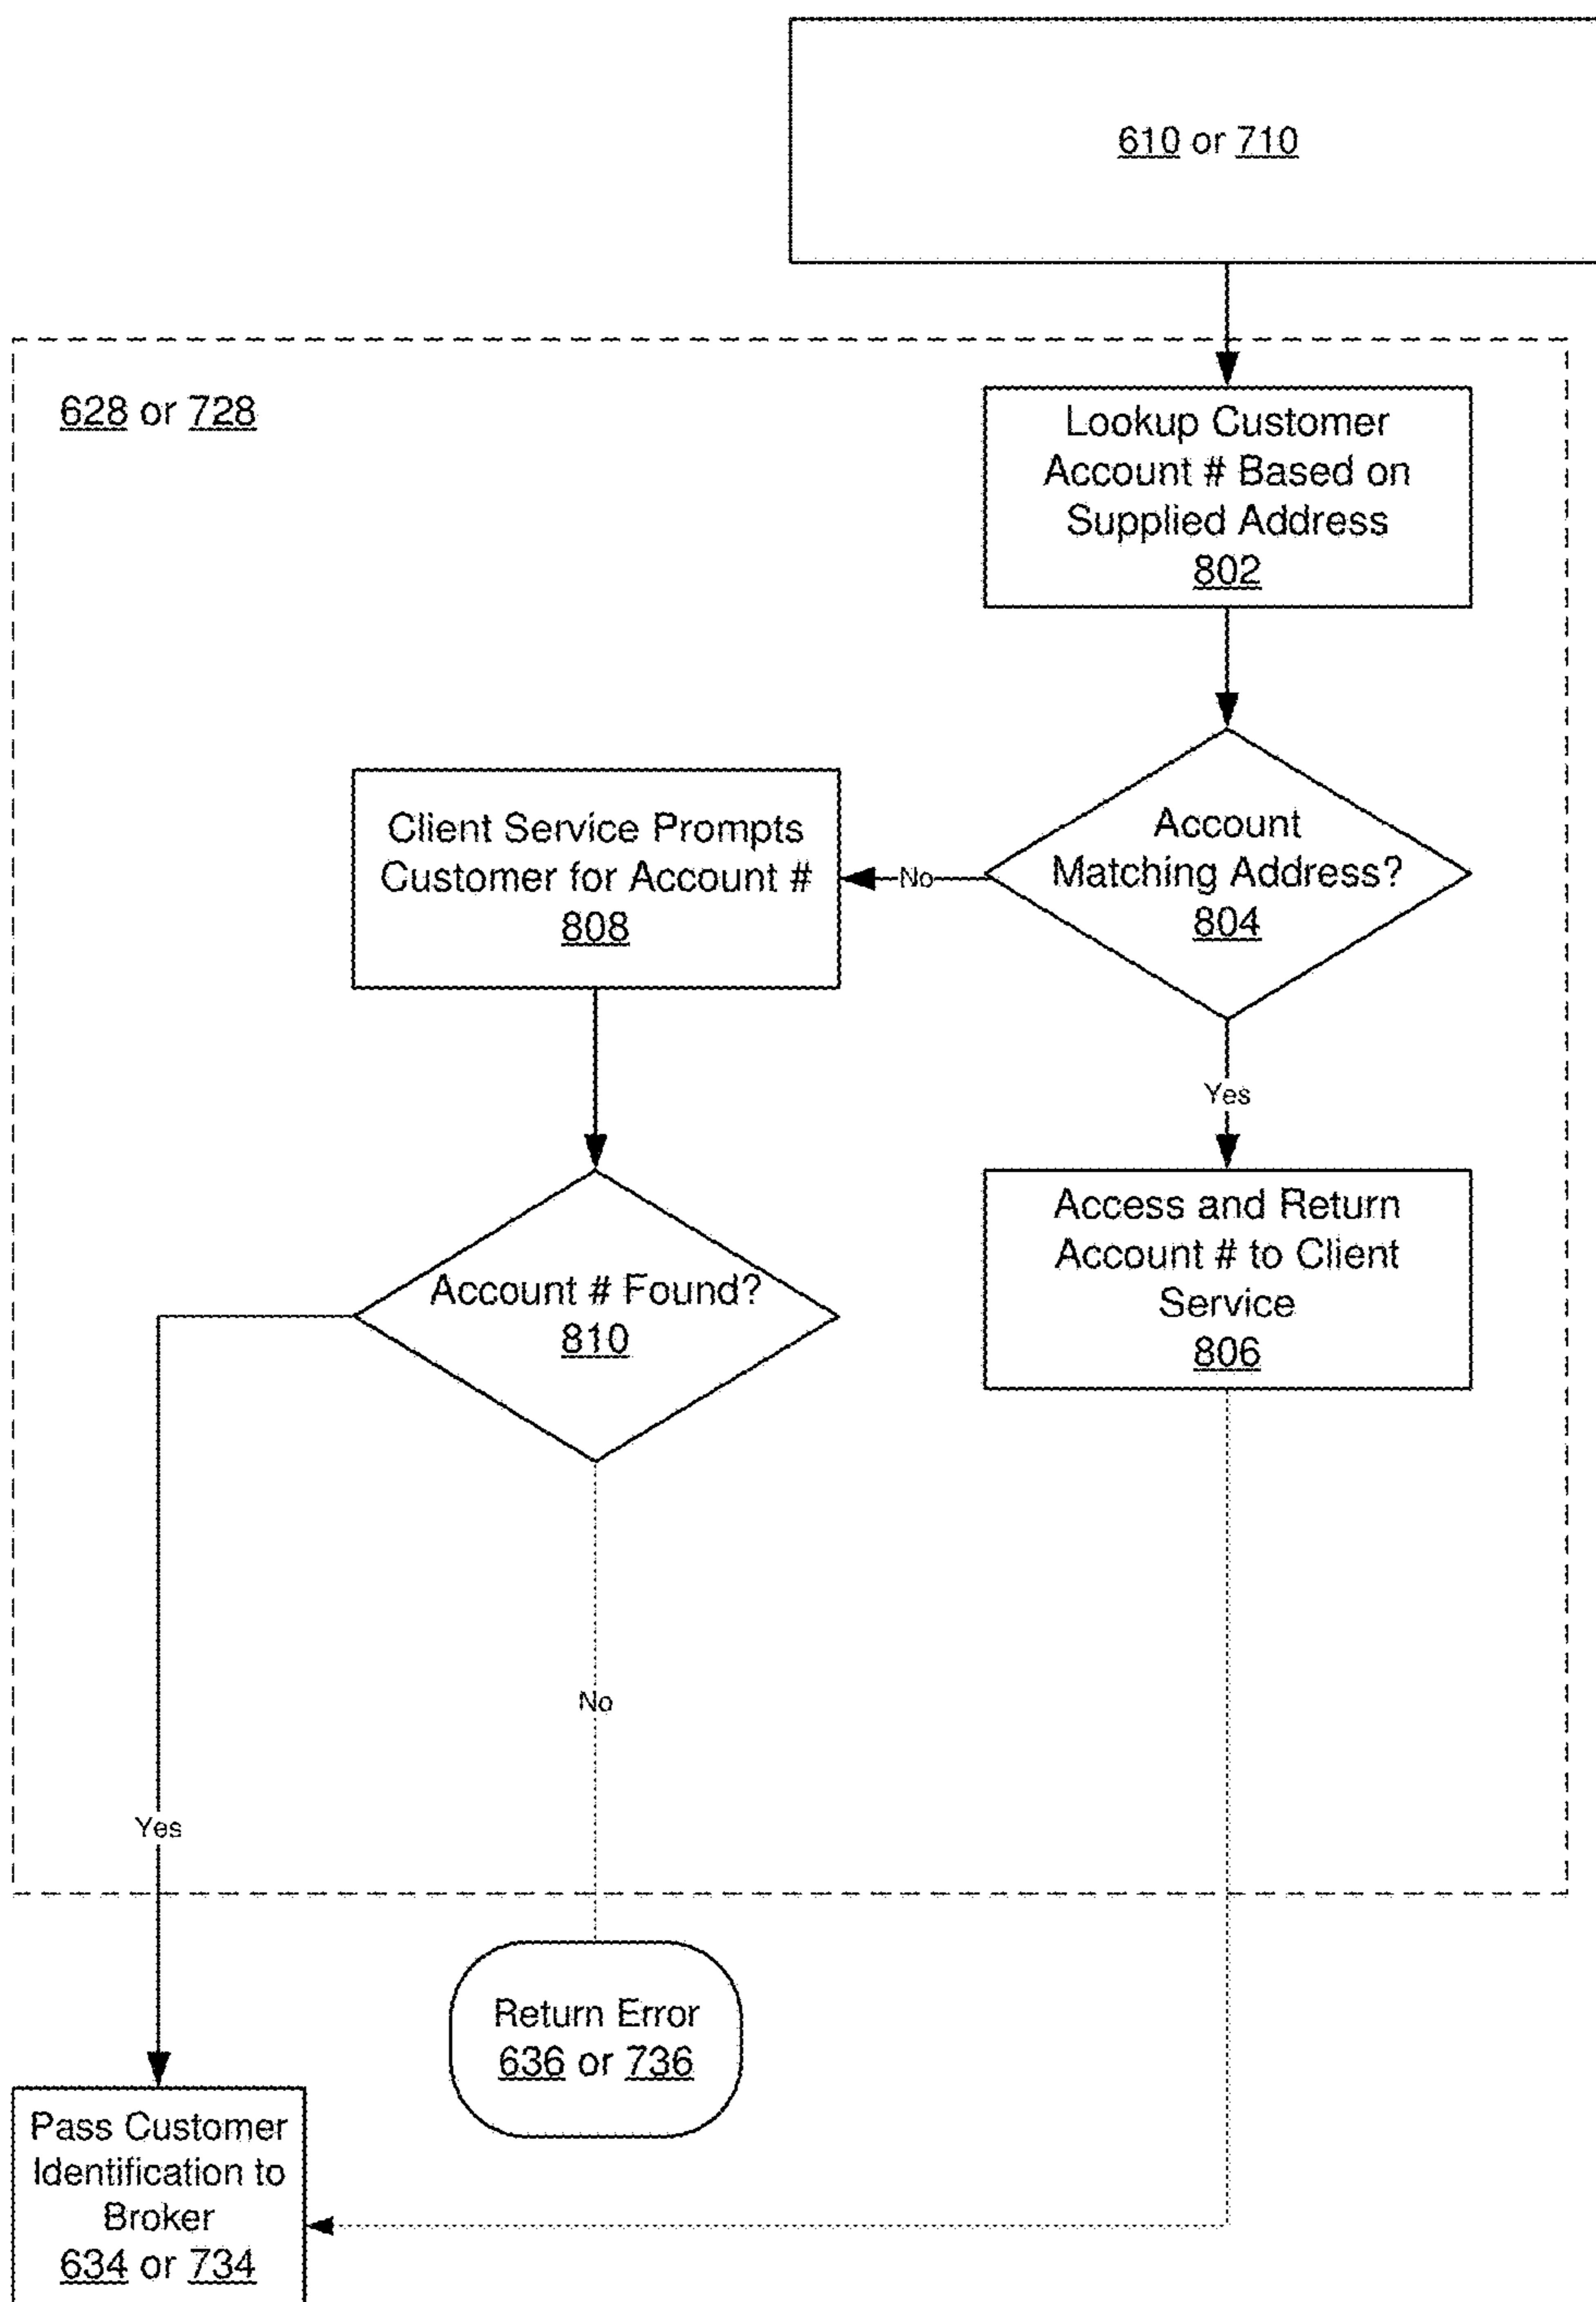 610 or 710
628 or 728
Lookup Customer
Account # Based on
Supplied Address
802
Account
Matching Address?
804
No
Client Service Prompts
Customer for Account #
808
Yes
Access and Return
Account # to Client
Service
806
Account # Found?
810
No
Yes
Return Error
636 or 736
Pass Customer
Identification to
Broker
634 or 734